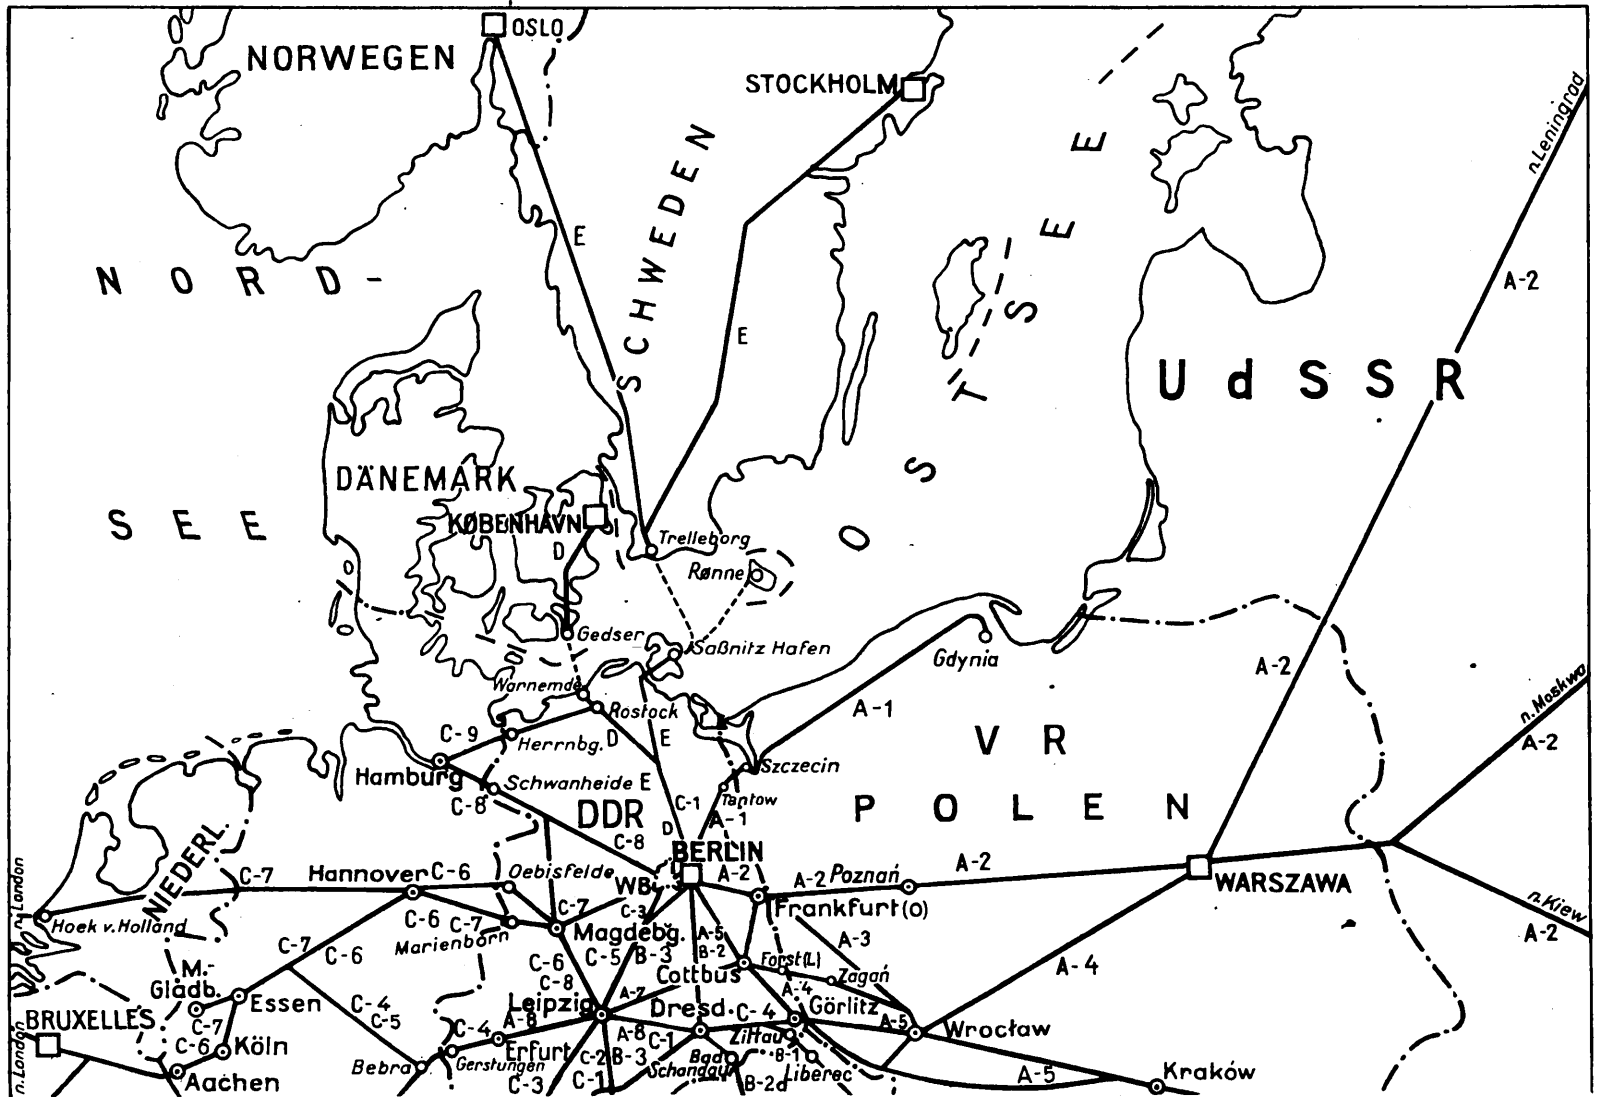 OSLO
NORWEGEN
STOCKHOLM
n. Leningrad
SCHWEDEN
E
E
A-2
NORD-
SEE
OSTSEE
UdSSR
DÄNEMARK
KØBENHAVN
D
Trelleborg
Rønne
Gedser
Saßnitz Hafen
Gdynia
A-2
n. Moskwa
A-2
Warnemde
Rostock
A-1
C-9
Herrnbg.
D
E
VR
POLEN
Hamburg
Schwanheide
E
Szczecin
Tantow
C-8
DDR
C-1
A-1
D
C-8
BERLIN
NIEDERL.
Hannover
C-6
Oebisfelde
WB
A-2
A-2
Poznań
A-2
WARSZAWA
C-7
n. London
Hoek v. Holland
C-6
C-7
Marienborn
C-7
C-3
Magdebg.
Frankfurt(O)
n. Kiew
A-2
C-7
C-6
C-6
C-8
C-5
B-3
A-5
B-2
A-3
Cottbus
Forst(L)
Zagań
A-4
A-4
M.-
Gladb.
Essen
C-4
C-5
Leipzig
A-7
Dresd.
C-4
Görlitz
A-5
Wrocław
BRUXELLES
C-7
C-6
Köln
C-4
A-8
A-8
C-1
Zittau
B-1
Erfurt
Gerstungen
Bebra
C-2
B-3
Bad
Schandau
Liberec
n. London
Aachen
C-3
C-1
B-2d
A-5
Kraków